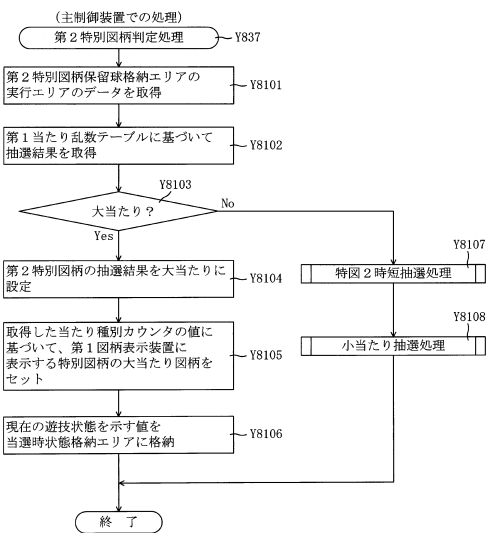 (主制御装置での処理)
第２特別図柄判定処理
Y837
第２特別図柄保留球格納エリアの
実行エリアのデータを取得
Y8101
第１当たり乱数テーブルに基づいて
抽選結果を取得
Y8102
Y8103
大当たり？
No
Yes
Y8107
第２特別図柄の抽選結果を大当たりに
設定
Y8104
特図２時短抽選処理
Y8108
取得した当たり種別カウンタの値に
基づいて、第１図柄表示装置に
表示する特別図柄の大当たり図柄を
セット
Y8105
小当たり抽選処理
現在の遊技状態を示す値を
当選時状態格納エリアに格納
Y8106
終 了